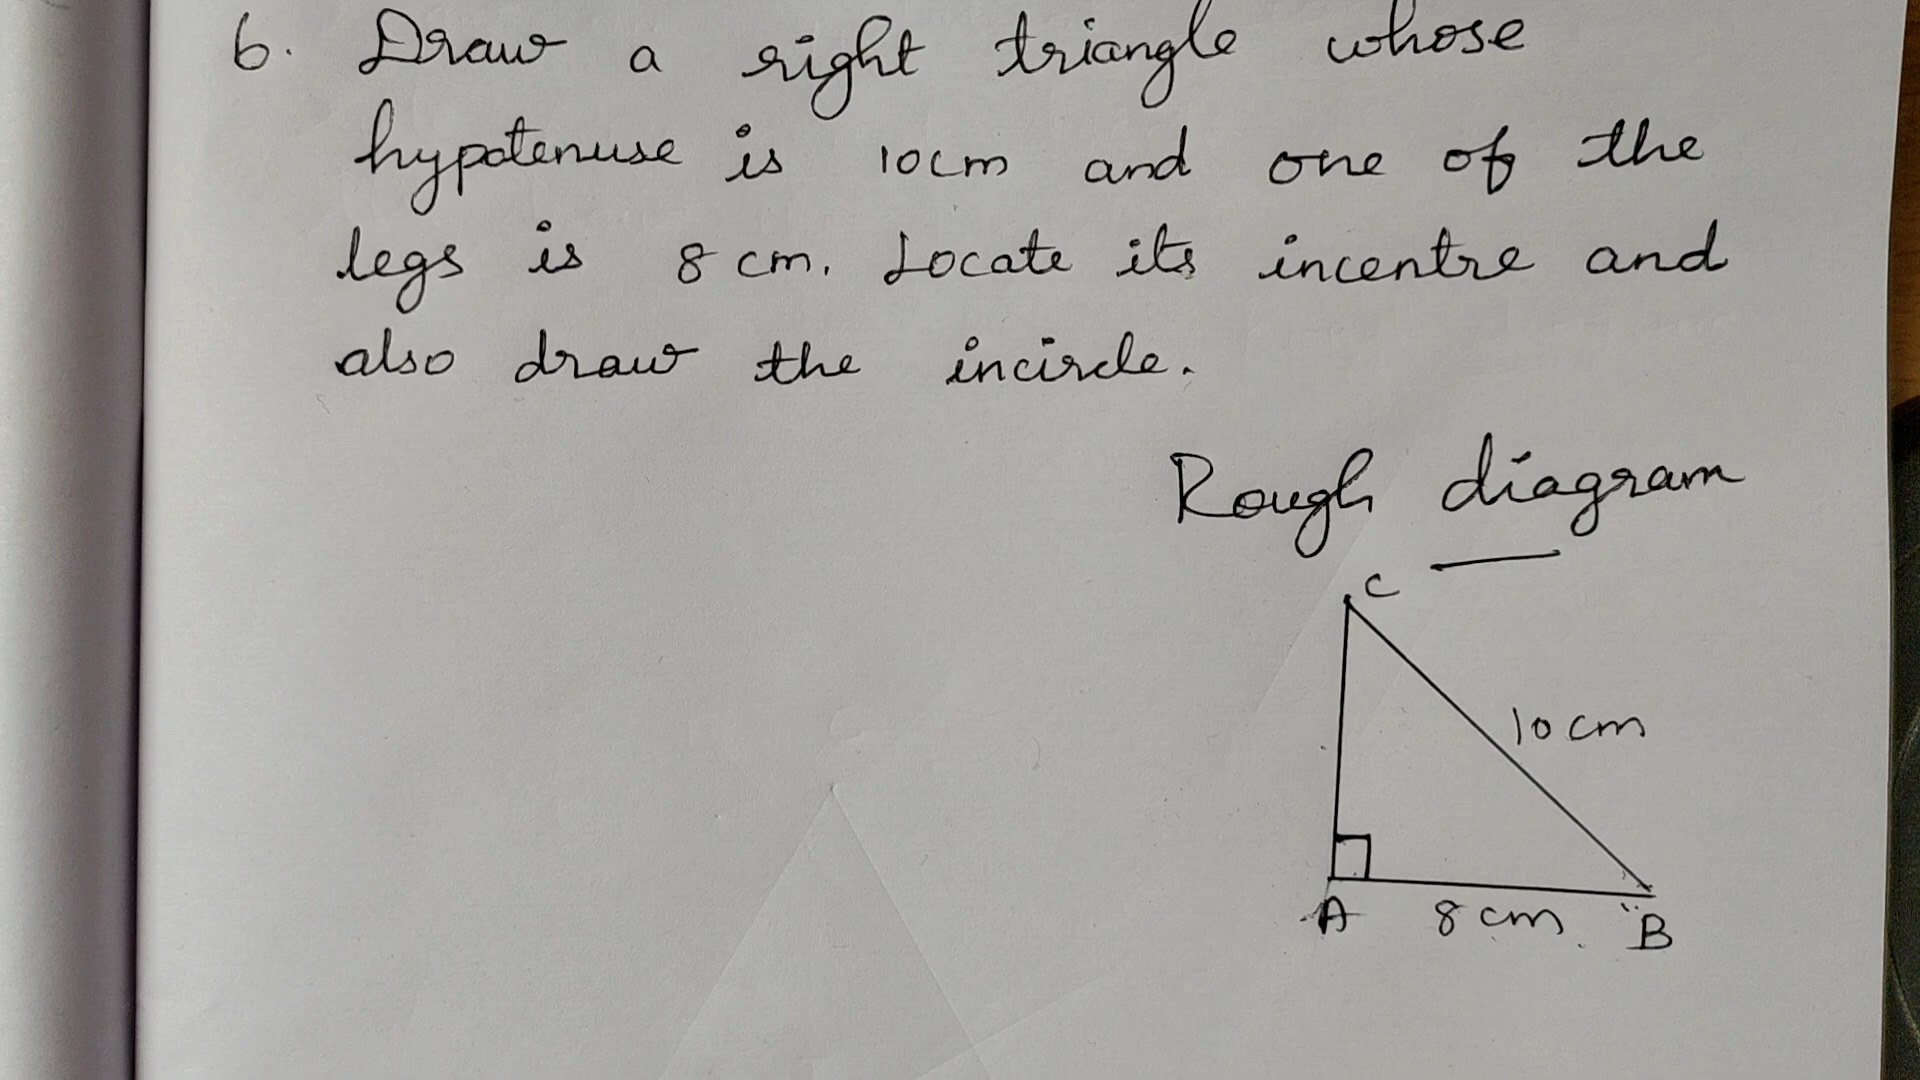 6. Draw a right triangle whose
hypotenuse is 10cm and one of the
legs is 8 cm. Locate its incentre and
also draw the incircle.
Rough diagram
C
10 cm
A 8 cm. B